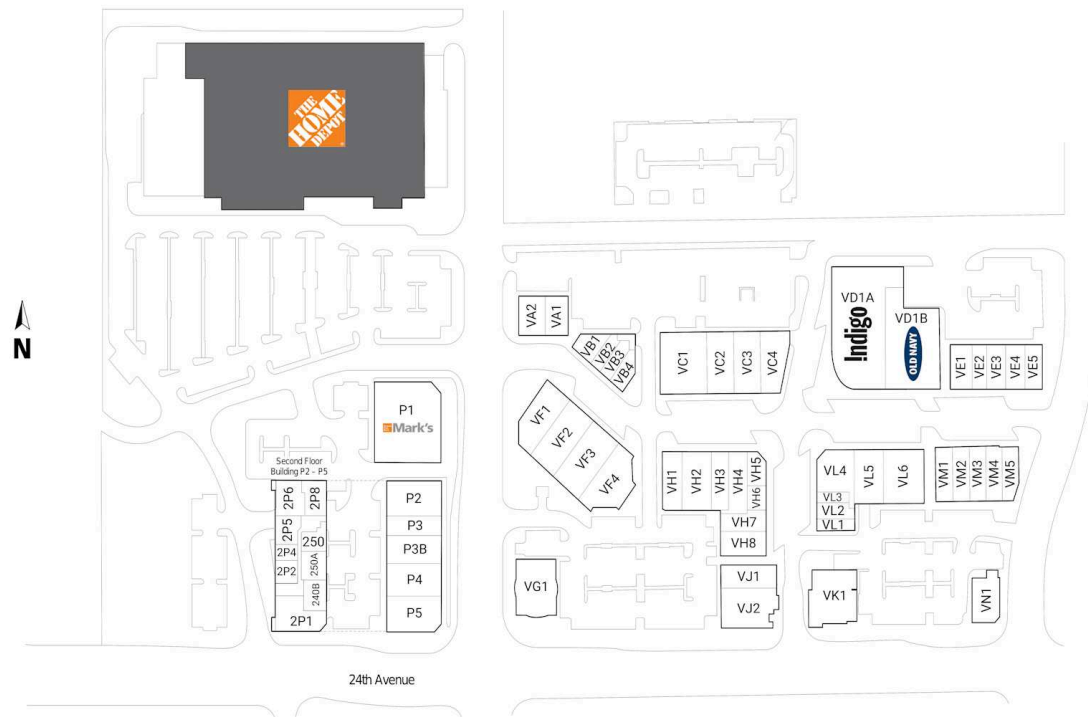 THE
HOME
DEPOT
N
VA2
VA1
VB1
VB2
VB3
VB4
VC1
VC2
VC3
VC4
VD1A
!ndigo
VD1B
OLD NAVY
VE1
VE2
VE3
VE4
VE5
P1
Mark's
VF1
VF2
VF3
VF4
Second Floor
Building P2 - P5
2P6
2P8
2P5
250
2P4
250A
2P2
240B
2P1
P2
P3
P3B
P4
P5
VH1
VH2
VH3
VH4
VH5
VH6
VH7
VH8
VL4
VL5
VL6
VL3
VL2
VL1
VM1
VM2
VM3
VM4
VM5
VG1
VJ1
VJ2
VK1
VN1
24th Avenue